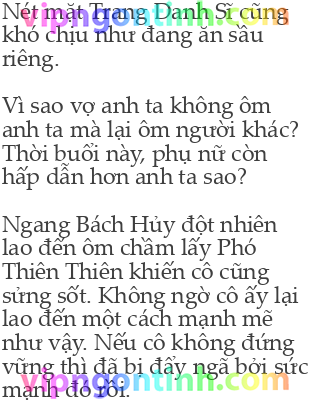 Nét mặt Trang Danh Sĩ cũng
khó chịu như đang ăn sầu
riêng.
Vì sao vợ anh ta không ôm
anh ta mà lại ôm người khác?
Thời buổi này, phụ nữ còn
hấp dẫn hơn anh ta sao?
Ngang Bách Hủy đột nhiên
lao đến ôm chầm lấy Phó
Thiên Thiên khiến cô cũng
sửng sốt. Không ngờ cô ấy lại
lao đến một cách mạnh mẽ
như vậy. Nếu cô không đứng
vững thì đã bị đẩy ngã bởi sức
mạnh đó rồi.
vipngontinh.com
vipngontinh.com